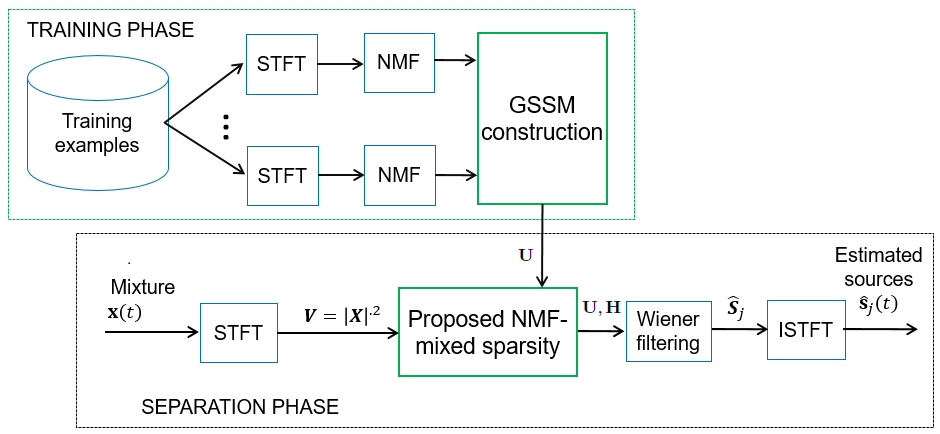 TRAINING PHASE
Training
examples
STFT
NMF
STFT
NMF
GSSM
construction
U
Mixture
x(t)
STFT
V = |X|·²
Proposed NMF-
mixed sparsity
U, H
Wiener
filtering
Ŝⱼ
ISTFT
Estimated
sources
ŝⱼ(t)
SEPARATION PHASE